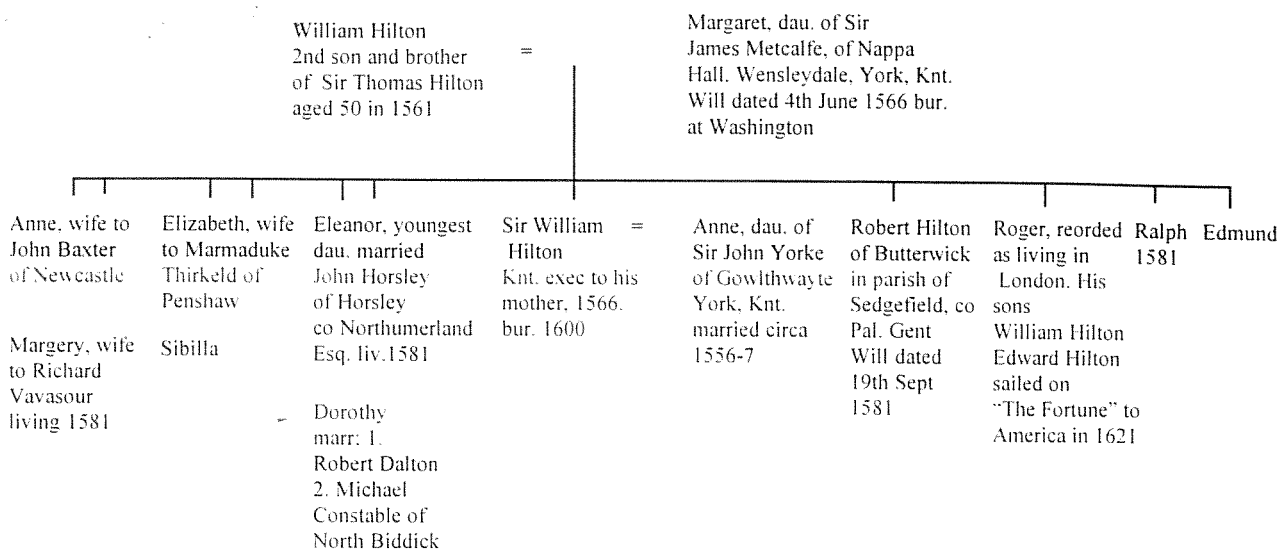 William Hilton
2nd son and brother
of Sir Thomas Hilton
aged 50 in 1561
=
Margaret, dau. of Sir
James Metcalfe, of Nappa
Hall. Wensleydale, York, Knt.
Will dated 4th June 1566 bur.
at Washington
Anne, wife to
John Baxter
of Newcastle
Margery, wife
to Richard
Vavasour
living 1581
Elizabeth, wife
to Marmaduke
Thirkeld of
Penshaw
Sibilla
Eleanor, youngest
dau. married
John Horsley
of Horsley
co Northumerland
Esq. liv.1581
Dorothy
marr: 1.
Robert Dalton
2. Michael
Constable of
North Biddick
Sir William =
Hilton
Knt. exec to his
mother, 1566.
bur. 1600
Anne, dau. of
Sir John Yorke
of Gowlthwayte
York, Knt.
married circa
1556-7
Robert Hilton
of Butterwick
in parish of
Sedgefield, co
Pal. Gent
Will dated
19th Sept
1581
Roger, reorded
as living in
London. His
sons
William Hilton
Edward Hilton
sailed on
"The Fortune" to
America in 1621
Ralph
1581
Edmund